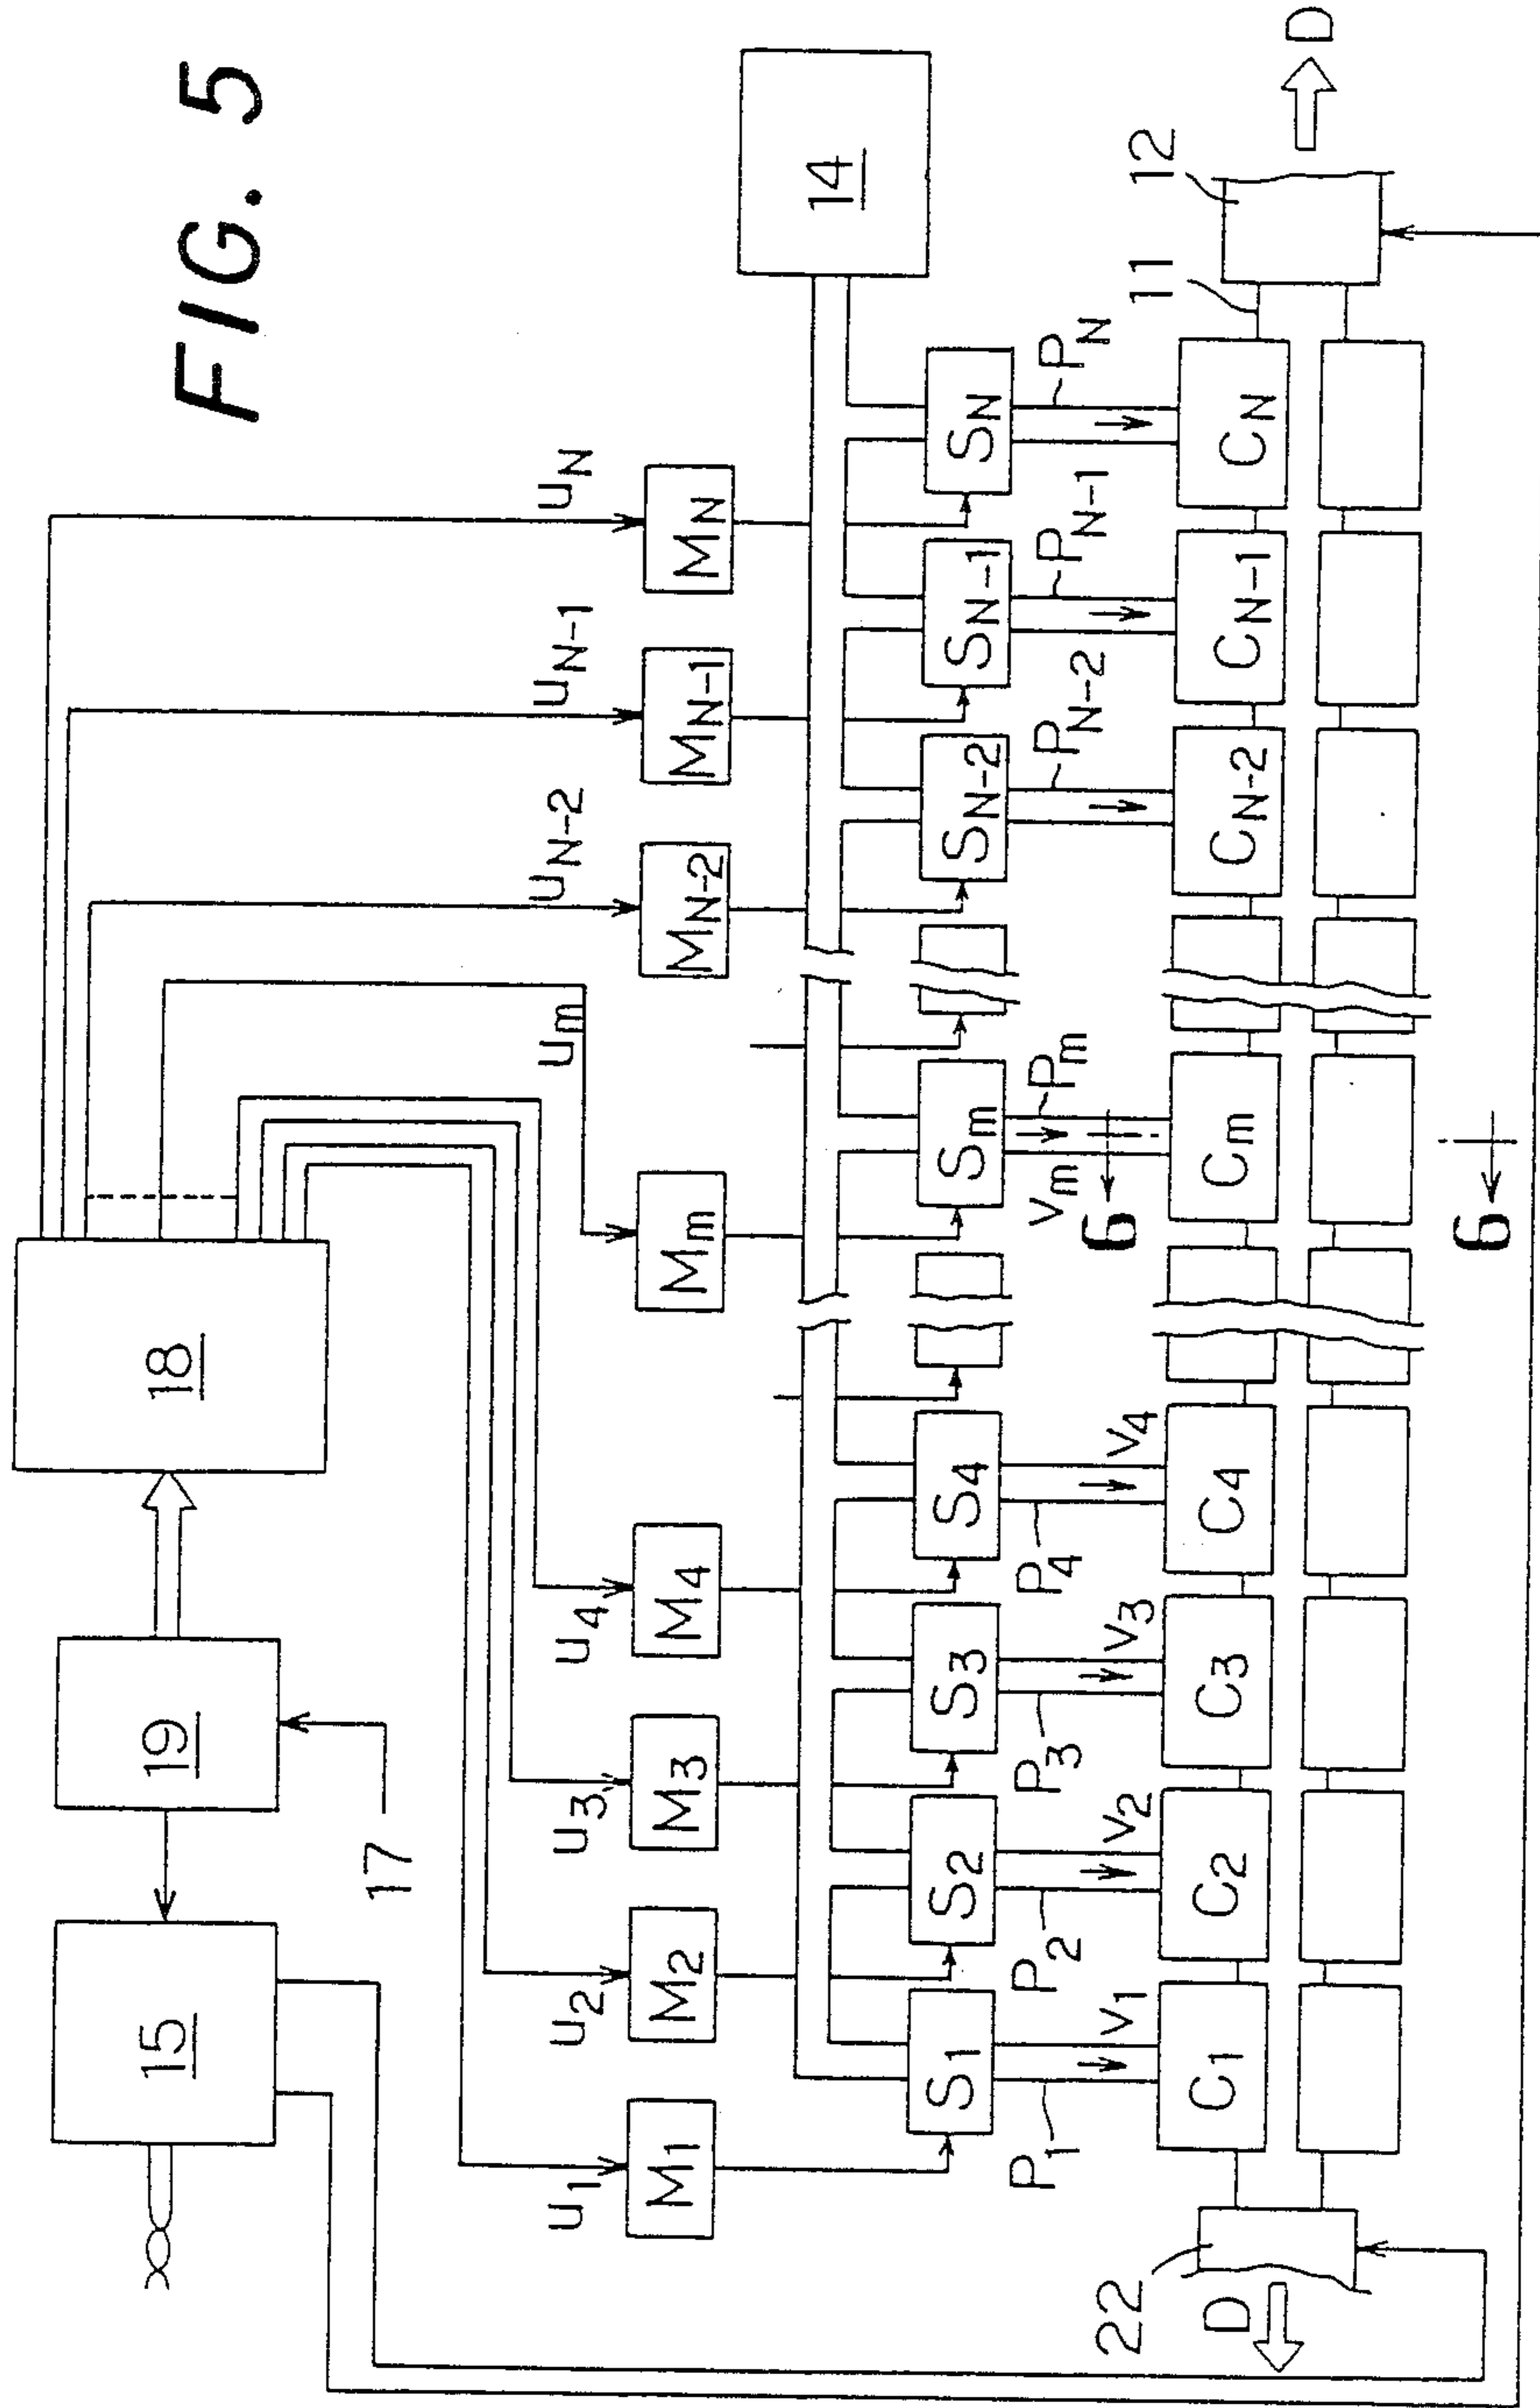 FIG. 5
15
19
18
17
u1 u2 u3 u4 um uN-2 uN-1 uN
M1 M2 M3 M4 Mm MN-2 MN-1 MN
14
S1 S2 S3 S4 Sm SN-2 SN-1 SN
P1 V1 P2 V2 P3 V3 P4 V4 Vm Pm PN-2 PN-1 PN
6
11 12
22
C1 C2 C3 C4 Cm CN-2 CN-1 CN
D D
6